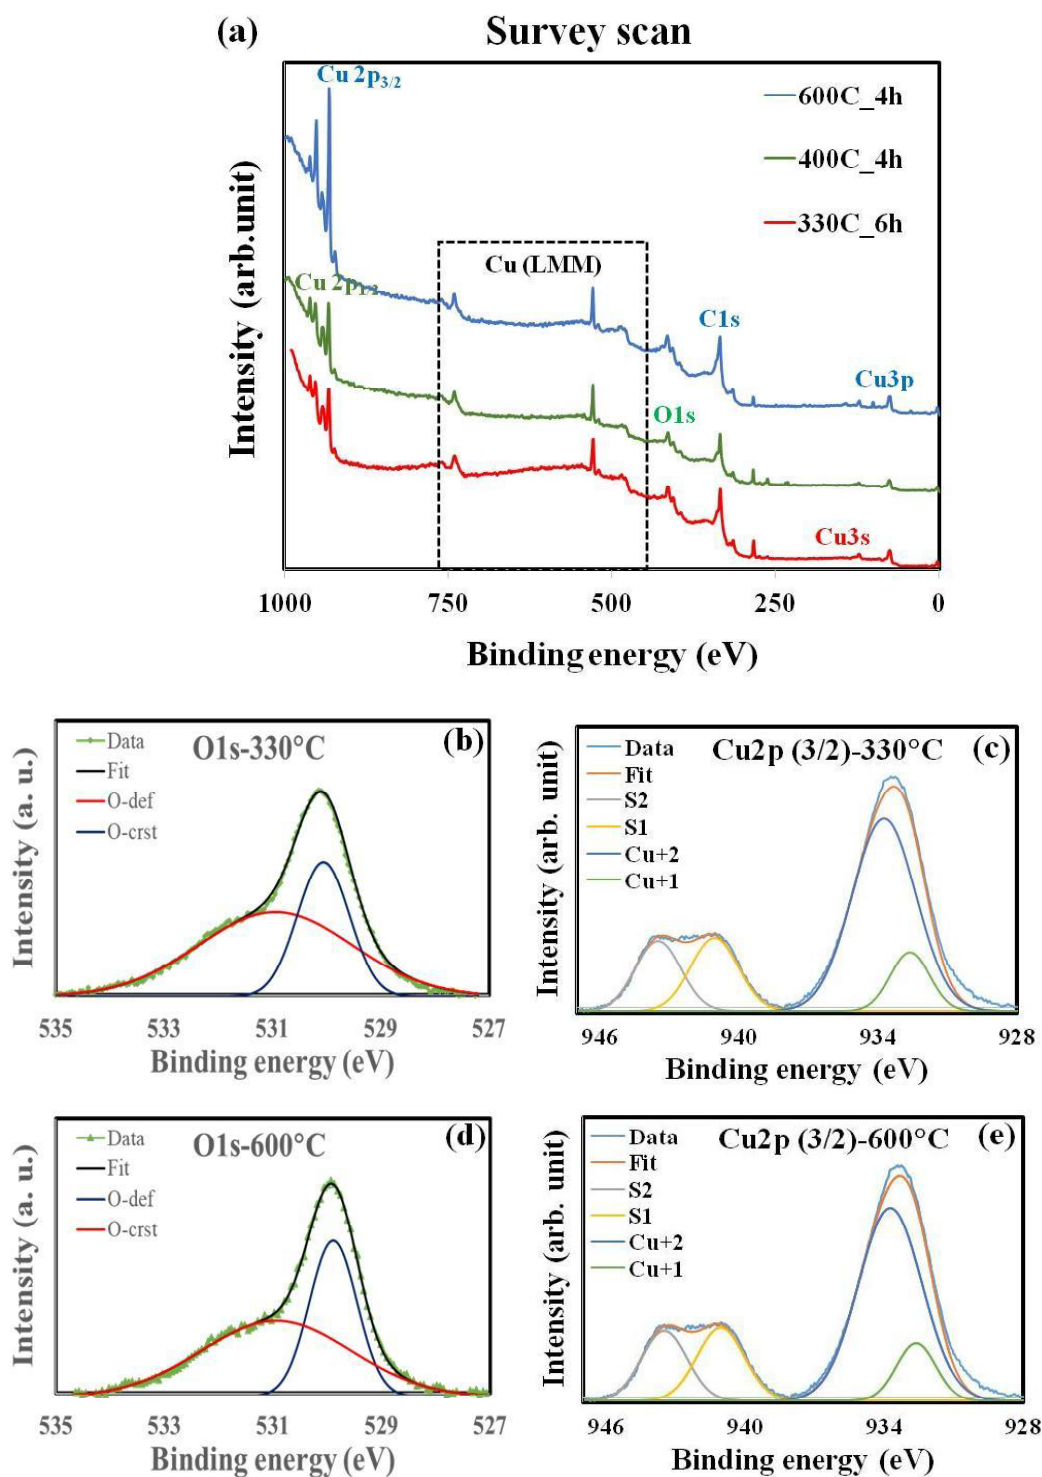 (a) Survey scan
Cu 2p3/2
600C_4h
400C_4h
330C_6h
Cu (LMM)
C1s
Cu3p
O1s
Cu3s
Intensity (arb.unit)
1000 750 500 250 0
Binding energy (eV)
Data
Fit
O-def
O-crst
O1s-330°C
(b)
Intensity (a. u.)
535 533 531 529 527
Binding energy (eV)
Data
Fit
S2
S1
Cu+2
Cu+1
Cu2p (3/2)-330°C
(c)
Intensity (arb. unit)
946 940 934 928
Binding energy (eV)
Data
Fit
O-def
O-crst
O1s-600°C
(d)
Intensity (a. u.)
535 533 531 529 527
Binding energy (eV)
Data
Fit
S2
S1
Cu+2
Cu+1
Cu2p (3/2)-600°C
(e)
Intensity (arb. unit)
946 940 934 928
Binding energy (eV)